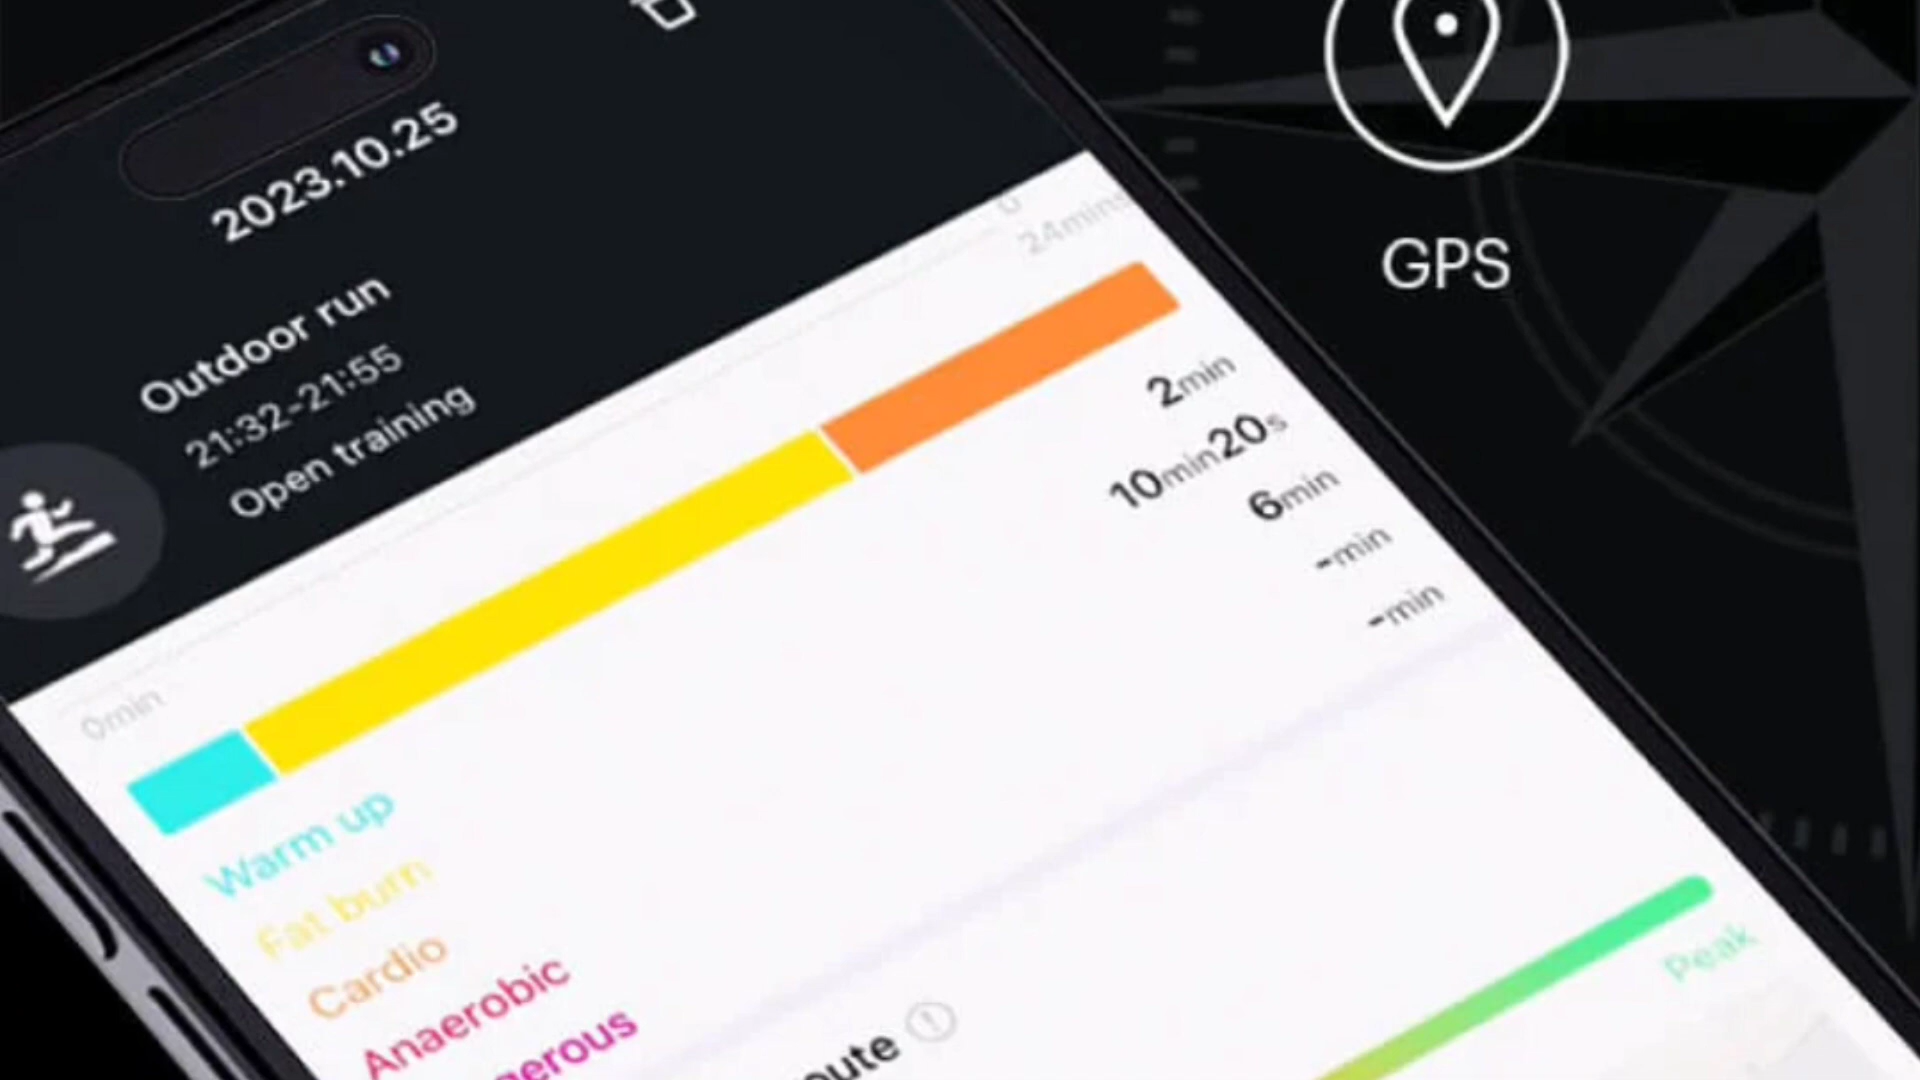 2023.10.25
Outdoor run
21:32-21:55
Open training
24mins
0min
Warm up
2min
Fat burn
10min20s
Cardio
6min
Anaerobic
-min
-min
Peak
GPS